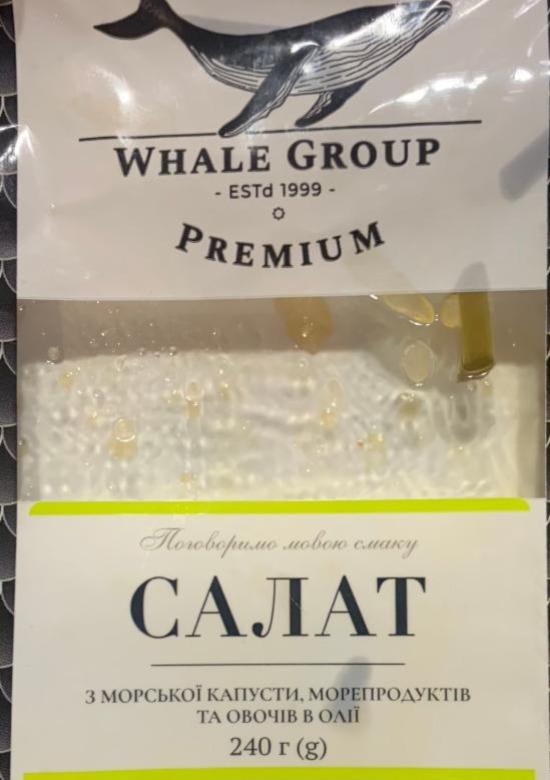 WHALE GROUP
- ESTd 1999 -
PREMIUM
Поговоримо мовою смаку
САЛАТ
З МОРСЬКОЇ КАПУСТИ, МОРЕПРОДУКТІВ
ТА ОВОЧІВ В ОЛІЇ
240 г (g)